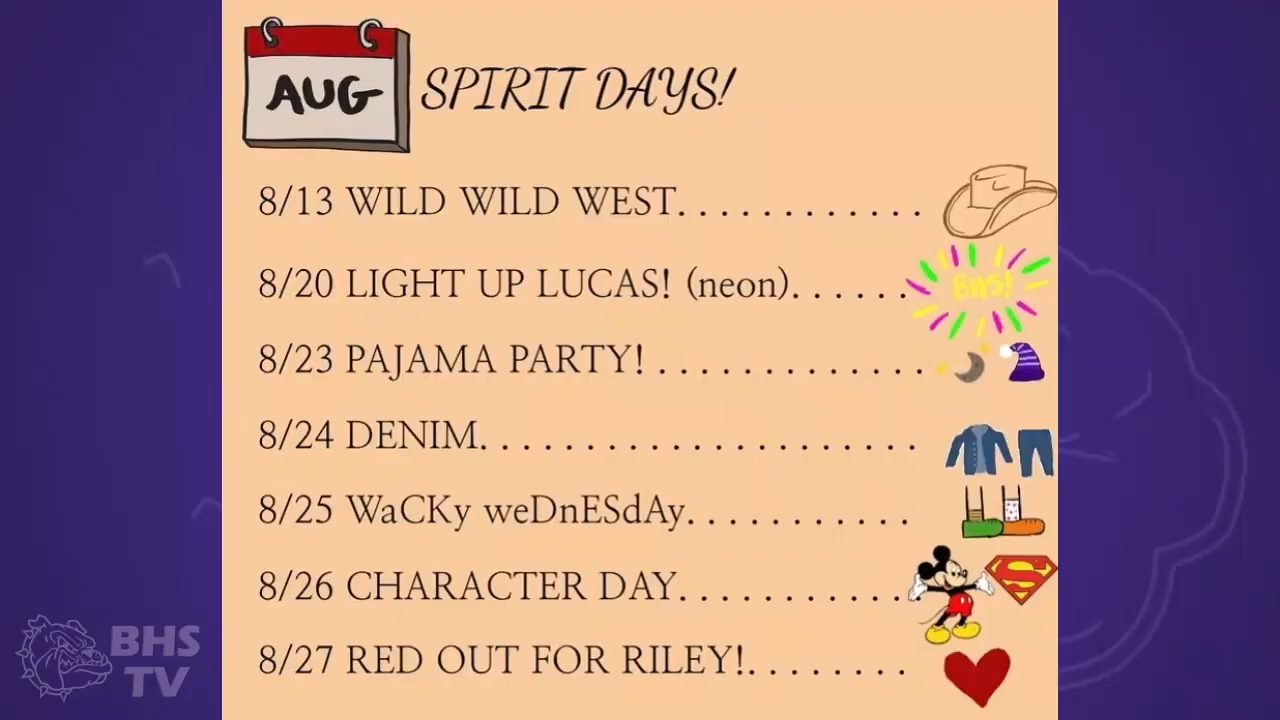 AUG
SPIRIT DAYS!
8/13 WILD WILD WEST............
8/20 LIGHT UP LUCAS! (neon)......
BHS!
8/23 PAJAMA PARTY! .............
8/24 DENIM.....................
8/25 WaCKy weDnESdAy...........
8/26 CHARACTER DAY...........
S
8/27 RED OUT FOR RILEY!........
BHS
TV